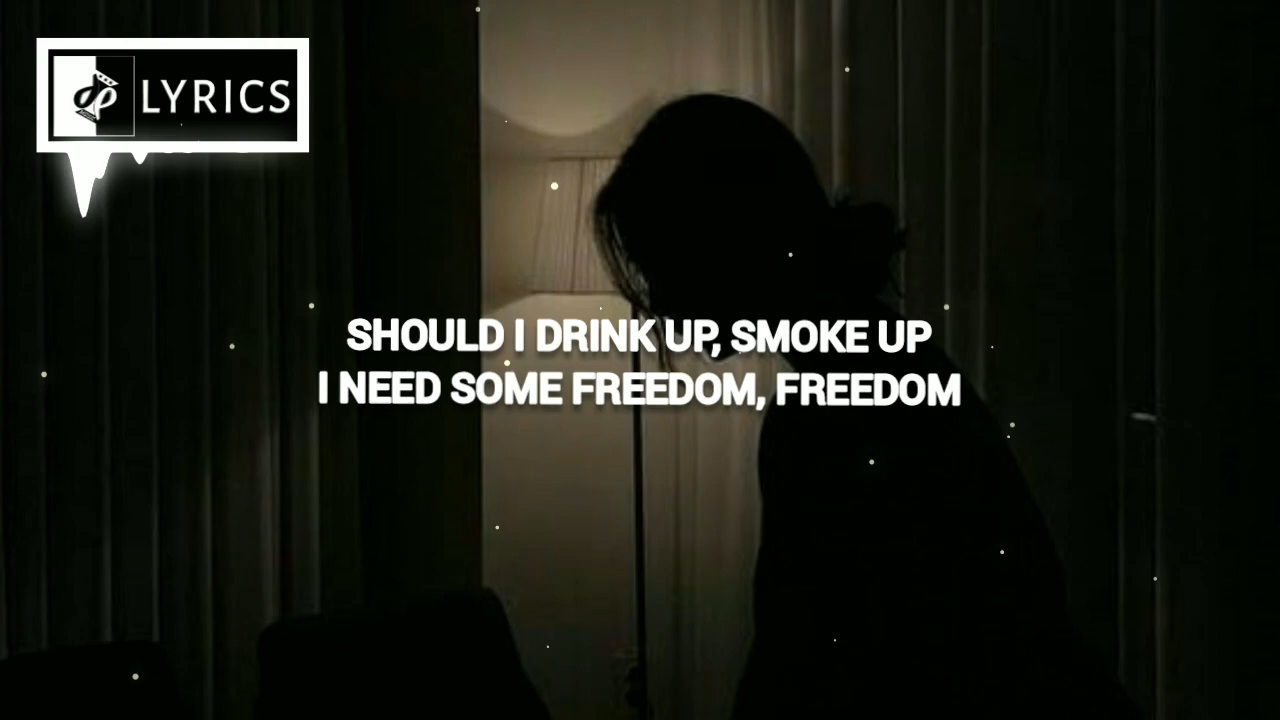 LYRICS
SHOULD I DRINK UP, SMOKE UP
I NEED SOME FREEDOM, FREEDOM